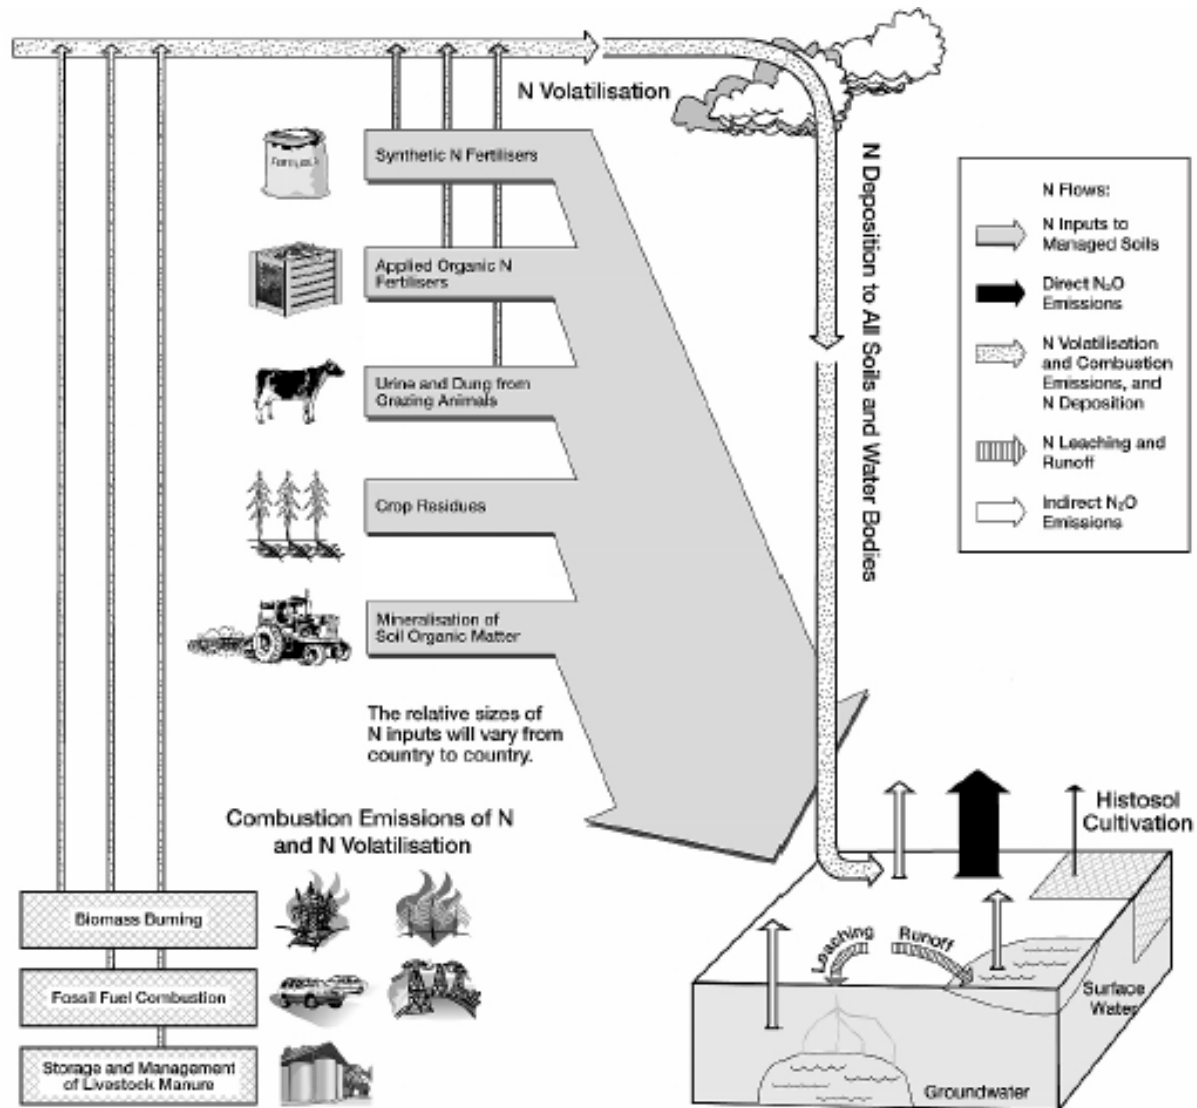 N Volatilisation
Synthetic N Fertilisers
Applied Organic N
Fertilisers
Urine and Dung from
Grazing Animals
Crop Residues
Mineralisation of
Soil Organic Matter
The relative sizes of
N inputs will vary from
country to country.
Combustion Emissions of N
and N Volatilisation
Biomass Burning
Fossil Fuel Combustion
Storage and Management
of Livestock Manure
N Deposition to All Soils and Water Bodies
N Flows:
N Inputs to
Managed Soils
Direct N₂O
Emissions
N Volatilisation
and Combustion
Emissions, and
N Deposition
N Leaching and
Runoff
Indirect N₂O
Emissions
Histosol
Cultivation
Leaching
Runoff
Surface
Water
Groundwater